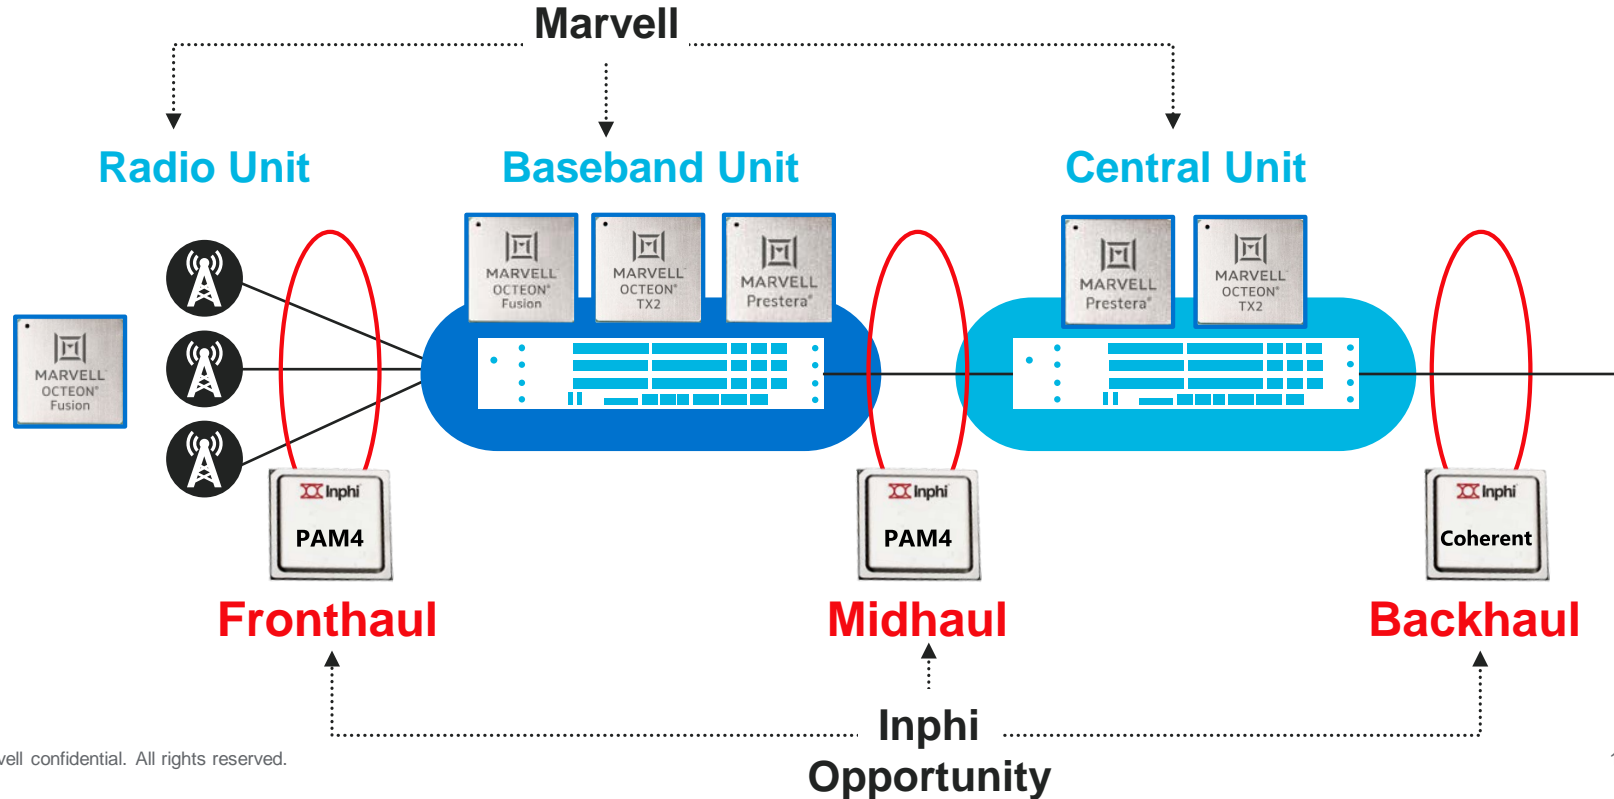 Marvell
Radio Unit
Baseband Unit
Central Unit
MARVELL
OCTEON®
Fusion
MARVELL
OCTEON®
Fusion
MARVELL
OCTEON®
TX2
MARVELL
Prestera®
MARVELL
Prestera®
MARVELL
OCTEON®
TX2
Inphi
PAM4
Inphi
PAM4
Inphi
Coherent
Fronthaul
Midhaul
Backhaul
Inphi
Opportunity
vell confidential. All rights reserved.